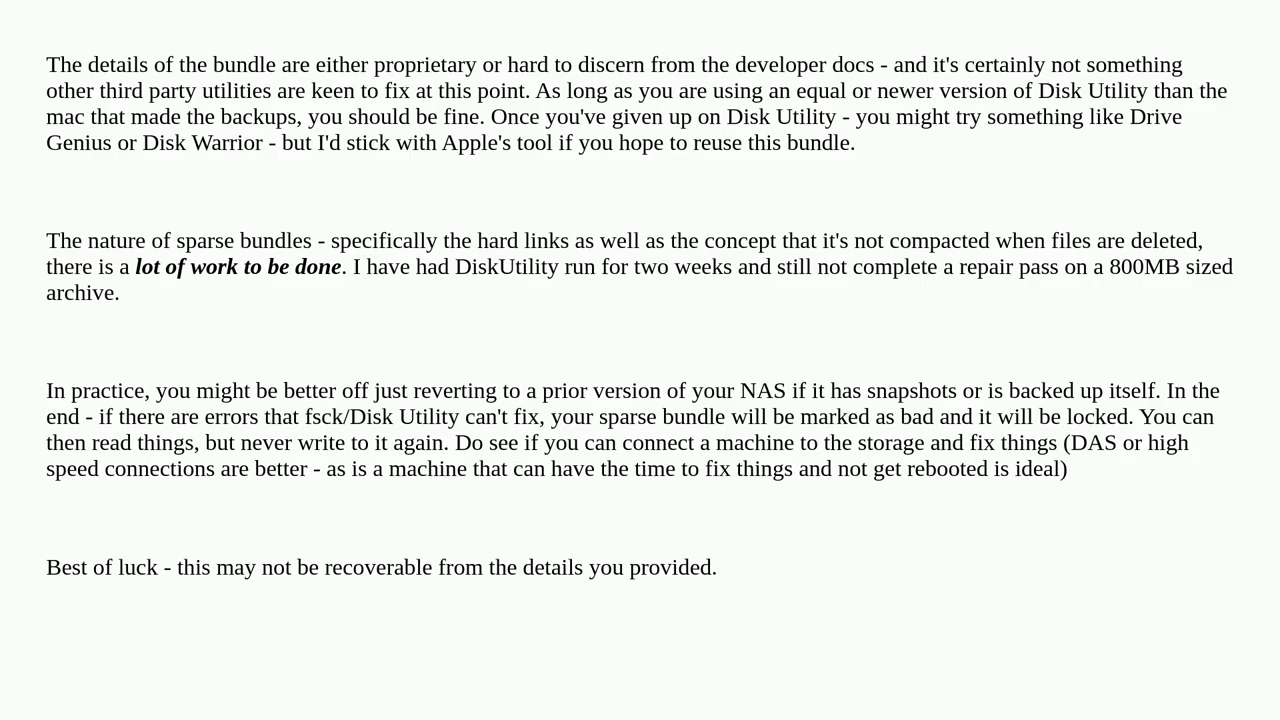 The details of the bundle are either proprietary or hard to discern from the developer docs - and it's certainly not something
other third party utilities are keen to fix at this point. As long as you are using an equal or newer version of Disk Utility than the
mac that made the backups, you should be fine. Once you've given up on Disk Utility - you might try something like Drive
Genius or Disk Warrior - but I'd stick with Apple's tool if you hope to reuse this bundle.
The nature of sparse bundles - specifically the hard links as well as the concept that it's not compacted when files are deleted,
there is a lot of work to be done. I have had DiskUtility run for two weeks and still not complete a repair pass on a 800MB sized
archive.
In practice, you might be better off just reverting to a prior version of your NAS if it has snapshots or is backed up itself. In the
end - if there are errors that fsck/Disk Utility can't fix, your sparse bundle will be marked as bad and it will be locked. You can
then read things, but never write to it again. Do see if you can connect a machine to the storage and fix things (DAS or high
speed connections are better - as is a machine that can have the time to fix things and not get rebooted is ideal)
Best of luck - this may not be recoverable from the details you provided.